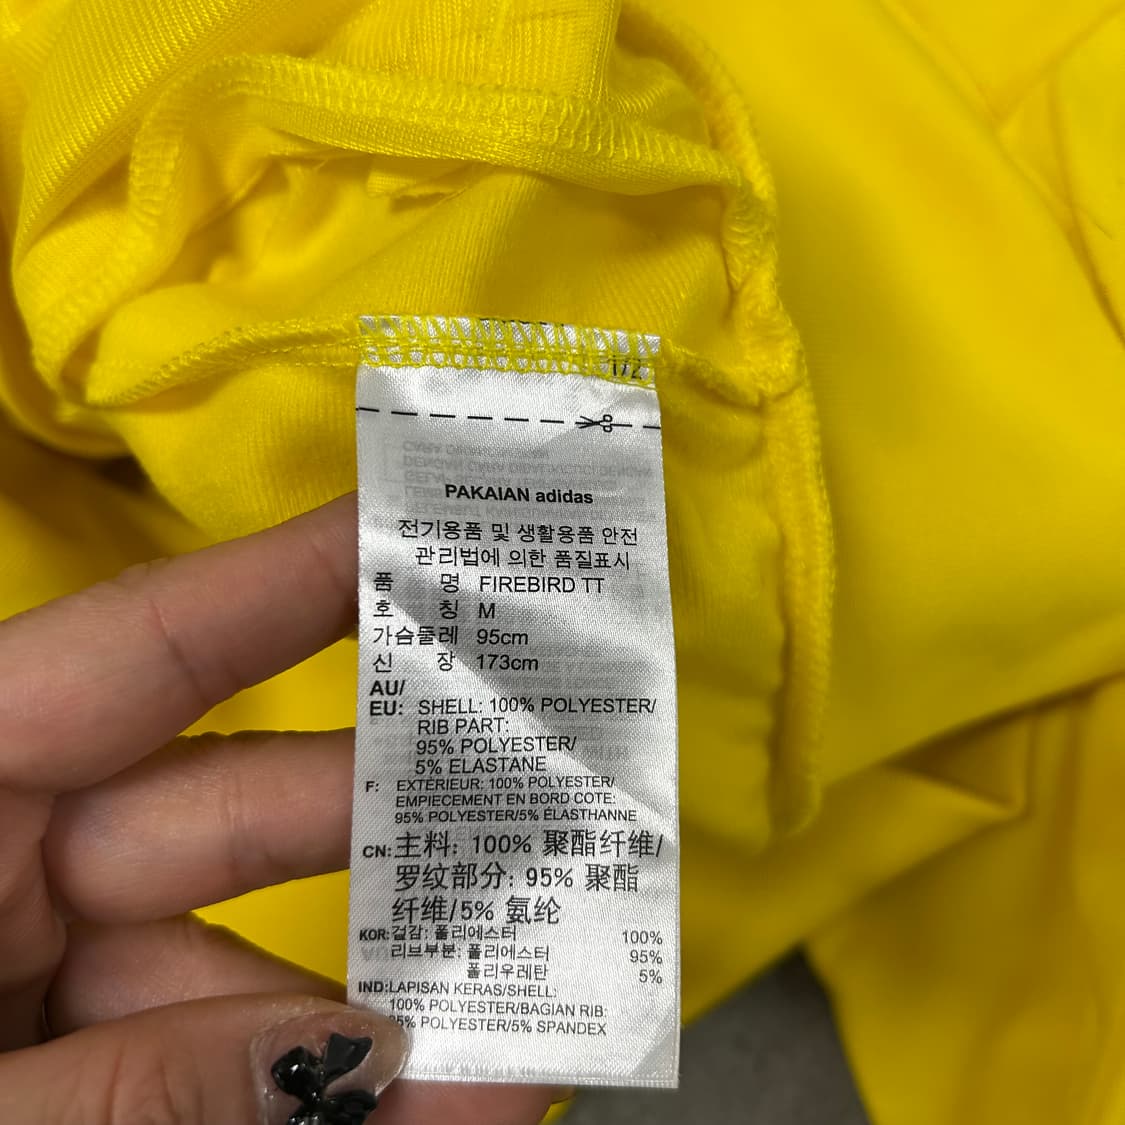 1/2
PAKAIAN adidas
전기용품 및 생활용품 안전
관리법에 의한 품질표시
품 명 FIREBIRD TT
호 칭 M
가슴둘레 95cm
신 장 173cm
AU/
EU: SHELL: 100% POLYESTER/
RIB PART:
95% POLYESTER/
5% ELASTANE
F: EXTÉRIEUR: 100% POLYESTER/
EMPIECEMENT EN BORD COTE:
95% POLYESTER/5% ÉLASTHANNE
CN: 主料: 100% 聚酯纤维/
罗纹部分: 95% 聚酯
纤维/5% 氨纶
KOR: 겉감: 폴리에스터 100%
리브부분: 폴리에스터 95%
폴리우레탄 5%
IND: LAPISAN KERAS/SHELL:
100% POLYESTER/BAGIAN RIB:
95% POLYESTER/5% SPANDEX